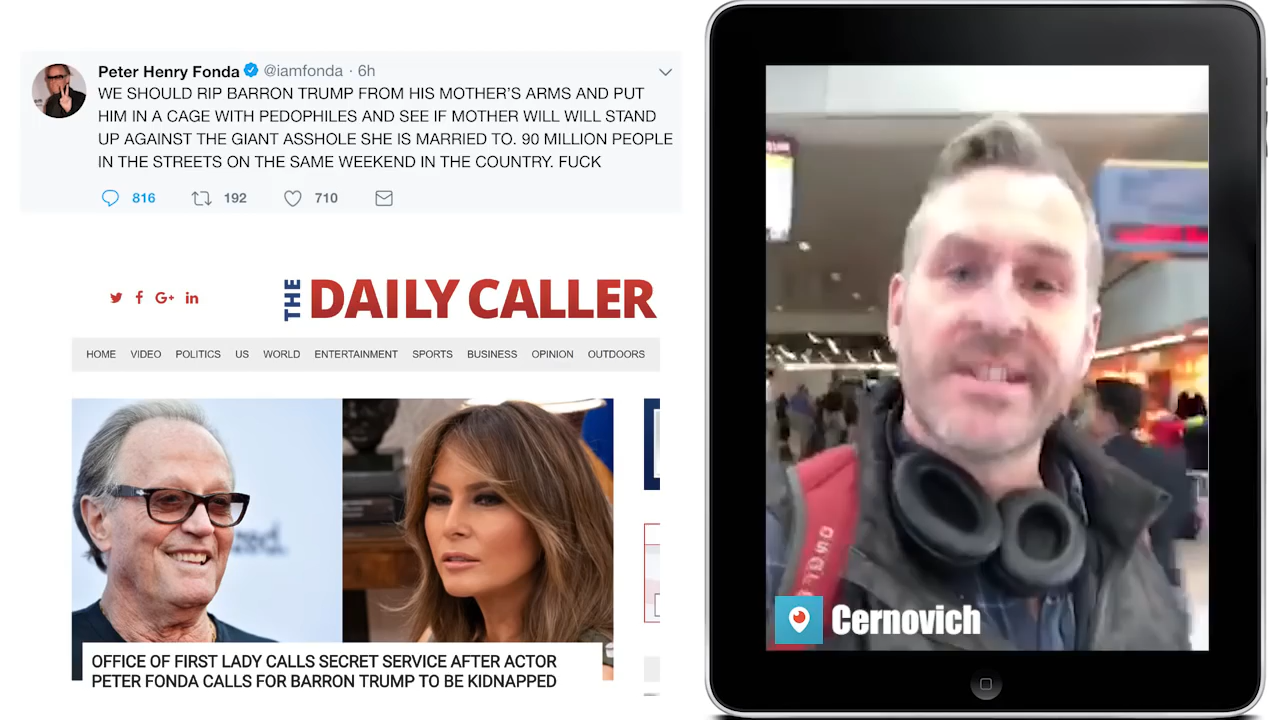 Peter Henry Fonda @iamfonda · 6h
WE SHOULD RIP BARRON TRUMP FROM HIS MOTHER'S ARMS AND PUT
HIM IN A CAGE WITH PEDOPHILES AND SEE IF MOTHER WILL WILL STAND
UP AGAINST THE GIANT ASSHOLE SHE IS MARRIED TO. 90 MILLION PEOPLE
IN THE STREETS ON THE SAME WEEKEND IN THE COUNTRY. FUCK
816 192 710
THE DAILY CALLER
HOME VIDEO POLITICS US WORLD ENTERTAINMENT SPORTS BUSINESS OPINION OUTDOORS
OFFICE OF FIRST LADY CALLS SECRET SERVICE AFTER ACTOR
PETER FONDA CALLS FOR BARRON TRUMP TO BE KIDNAPPED
Cernovich